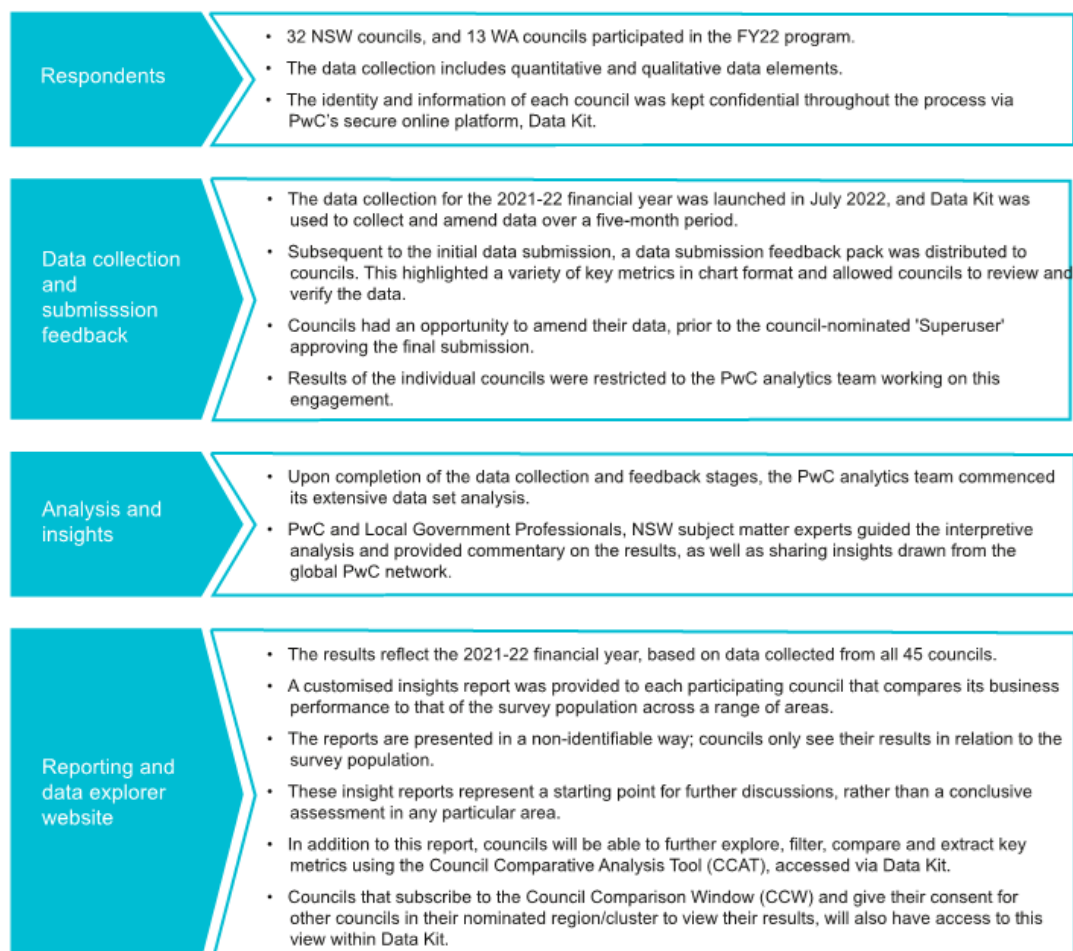 Respondents
• 32 NSW councils, and 13 WA councils participated in the FY22 program.
• The data collection includes quantitative and qualitative data elements.
• The identity and information of each council was kept confidential throughout the process via
PwC's secure online platform, Data Kit.
Data collection
and
submisssion
feedback
• The data collection for the 2021-22 financial year was launched in July 2022, and Data Kit was
used to collect and amend data over a five-month period.
• Subsequent to the initial data submission, a data submission feedback pack was distributed to
councils. This highlighted a variety of key metrics in chart format and allowed councils to review and
verify the data.
• Councils had an opportunity to amend their data, prior to the council-nominated 'Superuser'
approving the final submission.
• Results of the individual councils were restricted to the PwC analytics team working on this
engagement.
Analysis and
insights
• Upon completion of the data collection and feedback stages, the PwC analytics team commenced
its extensive data set analysis.
• PwC and Local Government Professionals, NSW subject matter experts guided the interpretive
analysis and provided commentary on the results, as well as sharing insights drawn from the
global PwC network.
Reporting and
data explorer
website
• The results reflect the 2021-22 financial year, based on data collected from all 45 councils.
• A customised insights report was provided to each participating council that compares its business
performance to that of the survey population across a range of areas.
• The reports are presented in a non-identifiable way; councils only see their results in relation to the
survey population.
• These insight reports represent a starting point for further discussions, rather than a conclusive
assessment in any particular area.
• In addition to this report, councils will be able to further explore, filter, compare and extract key
metrics using the Council Comparative Analysis Tool (CCAT), accessed via Data Kit.
• Councils that subscribe to the Council Comparison Window (CCW) and give their consent for
other councils in their nominated region/cluster to view their results, will also have access to this
view within Data Kit.